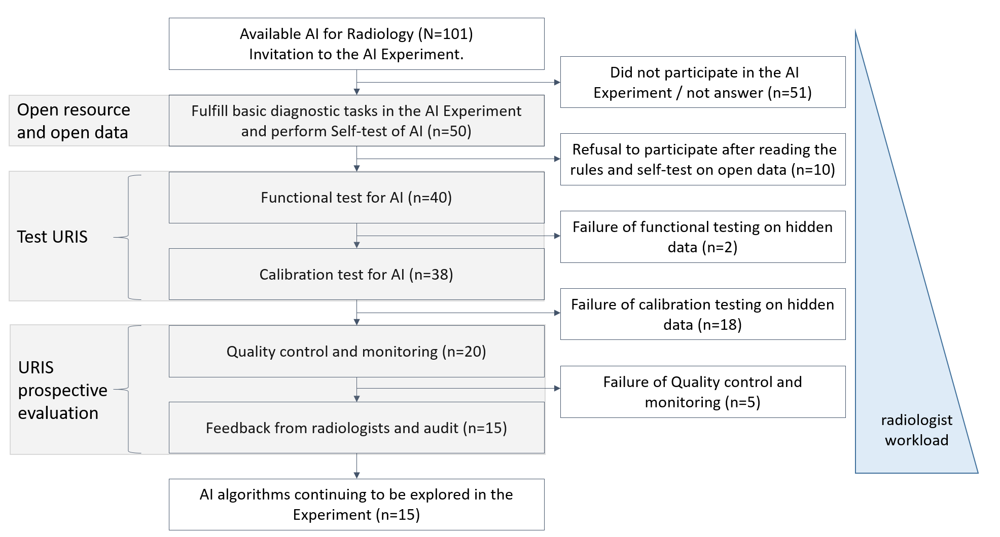 Available AI for Radiology (N=101)
Invitation to the AI Experiment.
Did not participate in the AI
Experiment / not answer (n=51)
Open resource
and open data
Fulfill basic diagnostic tasks in the AI Experiment
and perform Self-test of AI (n=50)
Refusal to participate after reading the
rules and self-test on open data (n=10)
Test URIS
Functional test for AI (n=40)
Failure of functional testing on hidden
data (n=2)
Calibration test for AI (n=38)
Failure of calibration testing on hidden
data (n=18)
URIS
prospective
evaluation
Quality control and monitoring (n=20)
Failure of Quality control and
monitoring (n=5)
Feedback from radiologists and audit (n=15)
AI algorithms continuing to be explored in the
Experiment (n=15)
radiologist
workload